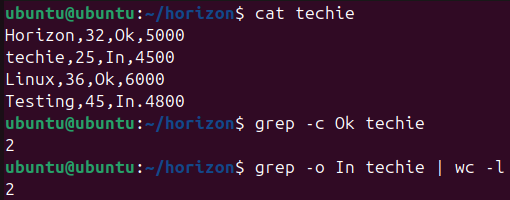 ubuntu@ubuntu:~/horizon$ cat techie
Horizon,32,Ok,5000
techie,25,In,4500
Linux,36,Ok,6000
Testing,45,In.4800
ubuntu@ubuntu:~/horizon$ grep -c Ok techie
2
ubuntu@ubuntu:~/horizon$ grep -o In techie | wc -l
2